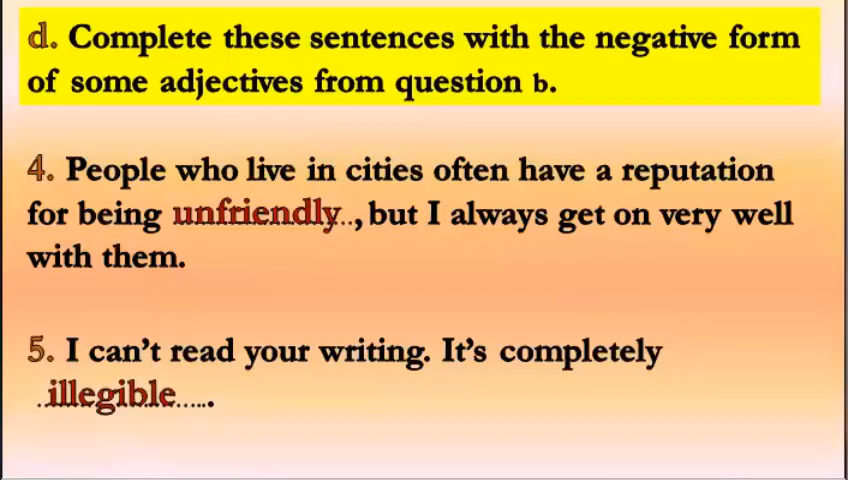 d. Complete these sentences with the negative form
of some adjectives from question b.
4. People who live in cities often have a reputation
for being unfriendly.., but I always get on very well
with them.
5. I can't read your writing. It's completely
..illegible......